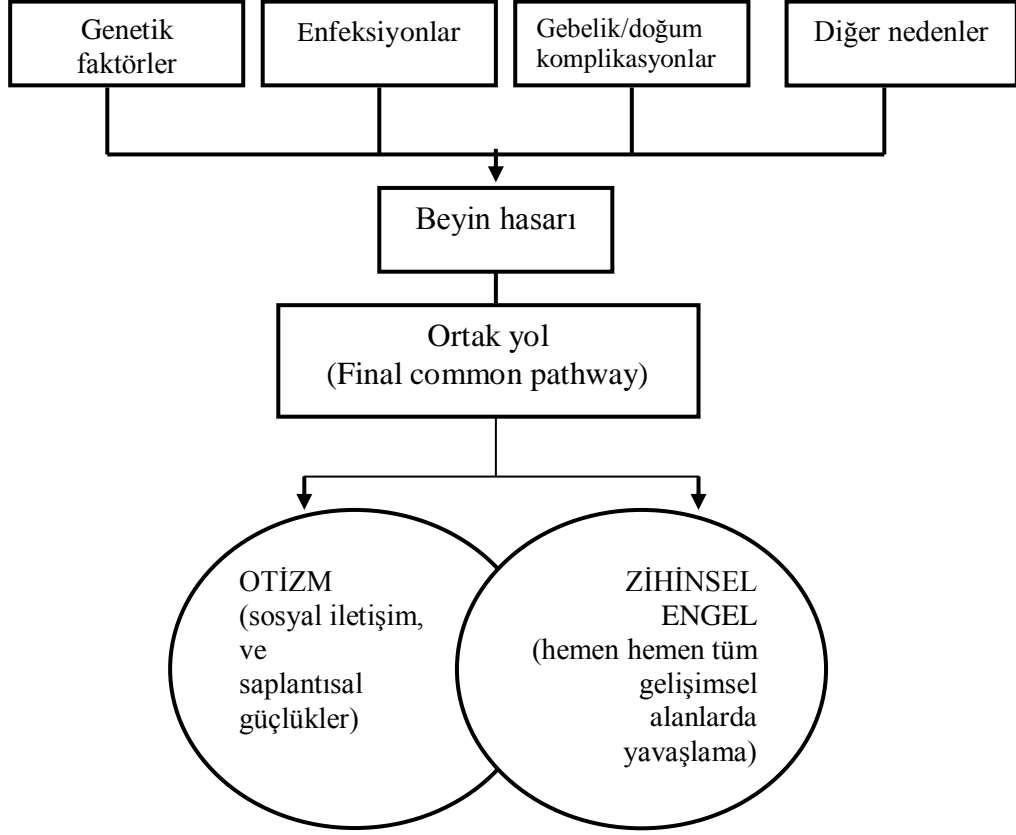 Genetik
faktörler
Enfeksiyonlar
Gebelik/doğum
komplikasyonlar
Diğer nedenler
Beyin hasarı
Ortak yol
(Final common pathway)
OTİZM
(sosyal iletişim,
ve
saplantısal
güçlükler)
ZİHİNSEL
ENGEL
(hemen hemen tüm
gelişimsel
alanlarda
yavaşlama)